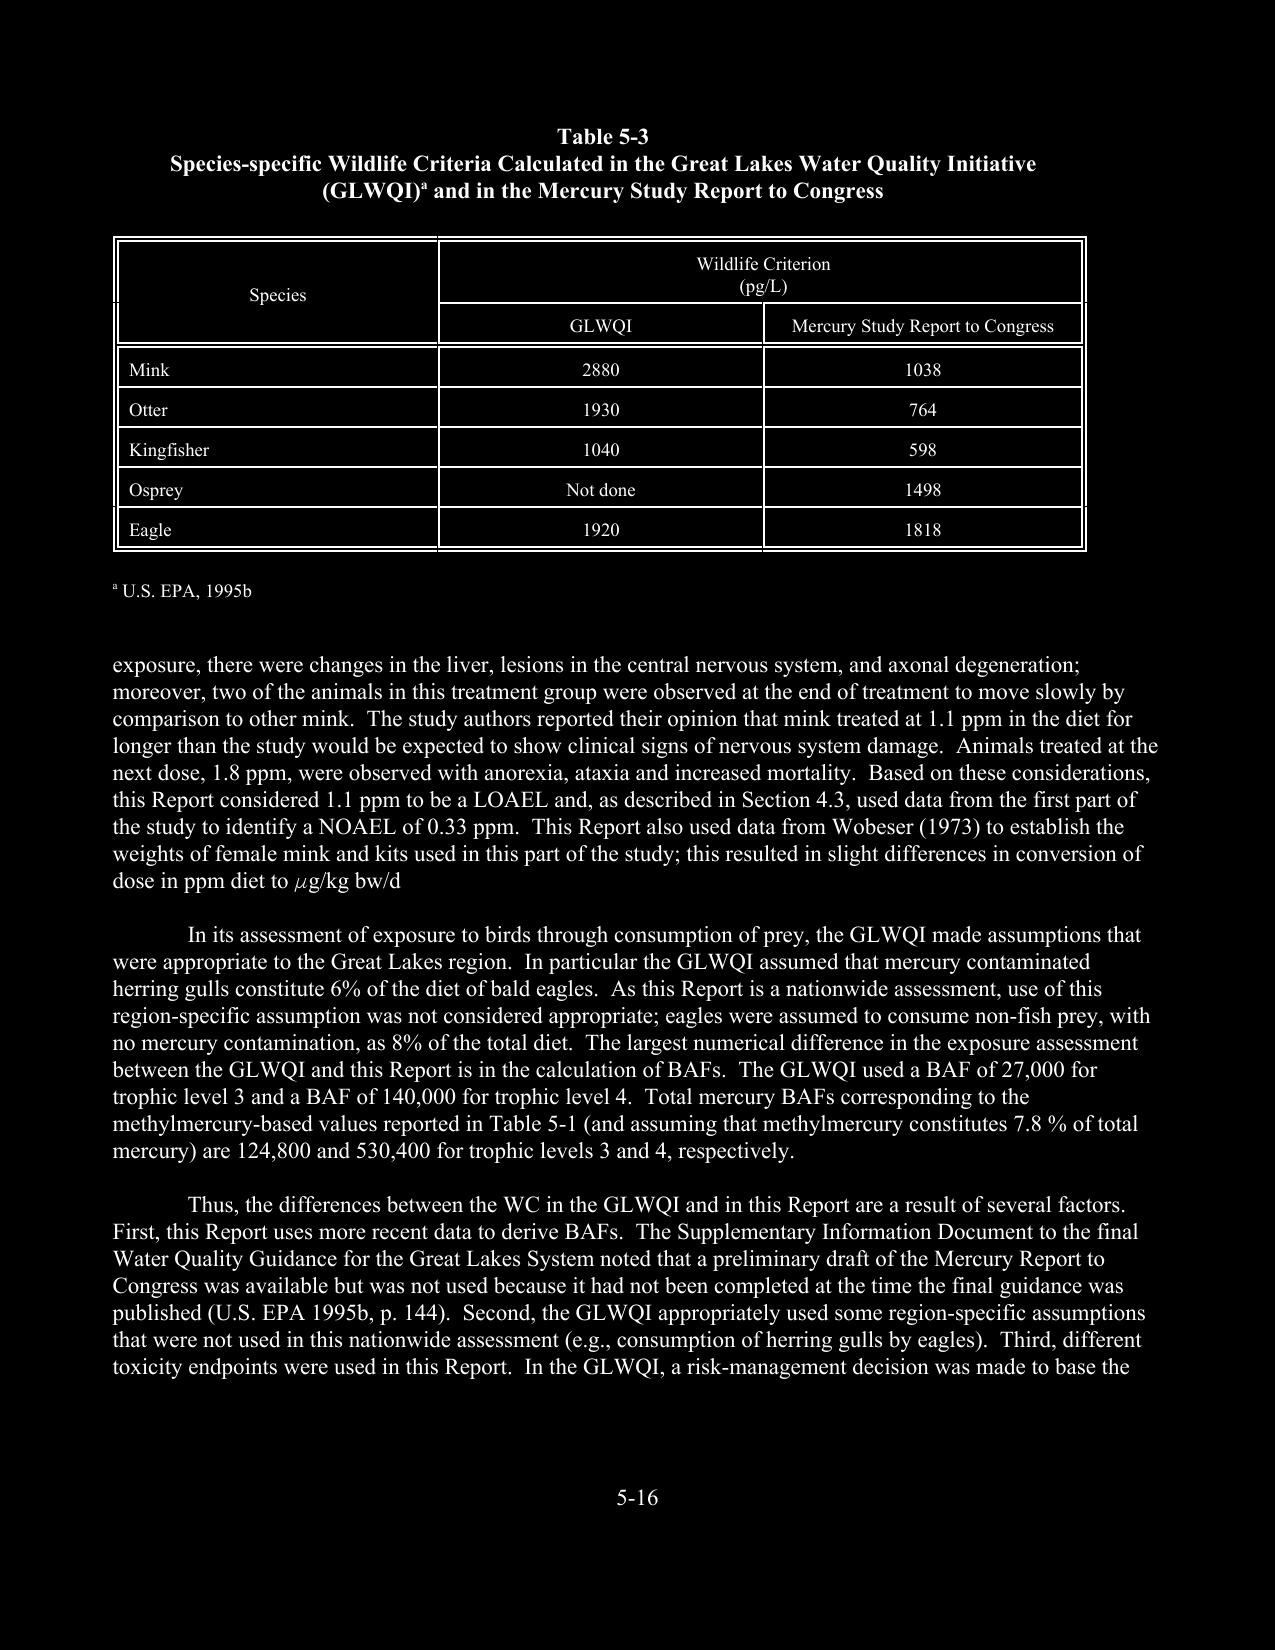 Table 5-3
Species-specific Wildlife Criteria Calculated in the Great Lakes Water Quality Initiative
(GLWQI)ᵃ and in the Mercury Study Report to Congress
Species
Wildlife Criterion
(pg/L)
GLWQI
Mercury Study Report to Congress
Mink 2880 1038
Otter 1930 764
Kingfisher 1040 598
Osprey Not done 1498
Eagle 1920 1818
ᵃ U.S. EPA, 1995b
exposure, there were changes in the liver, lesions in the central nervous system, and axonal degeneration;
moreover, two of the animals in this treatment group were observed at the end of treatment to move slowly by
comparison to other mink. The study authors reported their opinion that mink treated at 1.1 ppm in the diet for
longer than the study would be expected to show clinical signs of nervous system damage. Animals treated at the
next dose, 1.8 ppm, were observed with anorexia, ataxia and increased mortality. Based on these considerations,
this Report considered 1.1 ppm to be a LOAEL and, as described in Section 4.3, used data from the first part of
the study to identify a NOAEL of 0.33 ppm. This Report also used data from Wobeser (1973) to establish the
weights of female mink and kits used in this part of the study; this resulted in slight differences in conversion of
dose in ppm diet to μg/kg bw/d
In its assessment of exposure to birds through consumption of prey, the GLWQI made assumptions that
were appropriate to the Great Lakes region. In particular the GLWQI assumed that mercury contaminated
herring gulls constitute 6% of the diet of bald eagles. As this Report is a nationwide assessment, use of this
region-specific assumption was not considered appropriate; eagles were assumed to consume non-fish prey, with
no mercury contamination, as 8% of the total diet. The largest numerical difference in the exposure assessment
between the GLWQI and this Report is in the calculation of BAFs. The GLWQI used a BAF of 27,000 for
trophic level 3 and a BAF of 140,000 for trophic level 4. Total mercury BAFs corresponding to the
methylmercury-based values reported in Table 5-1 (and assuming that methylmercury constitutes 7.8 % of total
mercury) are 124,800 and 530,400 for trophic levels 3 and 4, respectively.
Thus, the differences between the WC in the GLWQI and in this Report are a result of several factors.
First, this Report uses more recent data to derive BAFs. The Supplementary Information Document to the final
Water Quality Guidance for the Great Lakes System noted that a preliminary draft of the Mercury Report to
Congress was available but was not used because it had not been completed at the time the final guidance was
published (U.S. EPA 1995b, p. 144). Second, the GLWQI appropriately used some region-specific assumptions
that were not used in this nationwide assessment (e.g., consumption of herring gulls by eagles). Third, different
toxicity endpoints were used in this Report. In the GLWQI, a risk-management decision was made to base the
5-16